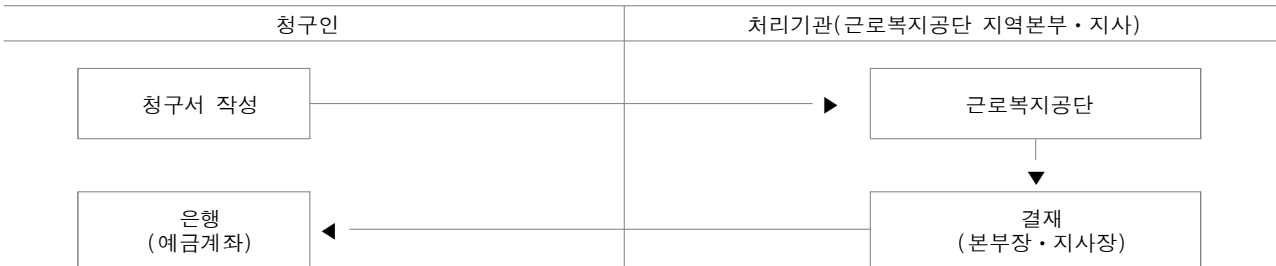 청구인
처리기관(근로복지공단 지역본부·지사)
청구서 작성
근로복지공단
은행
(예금계좌)
결재
(본부장·지사장)